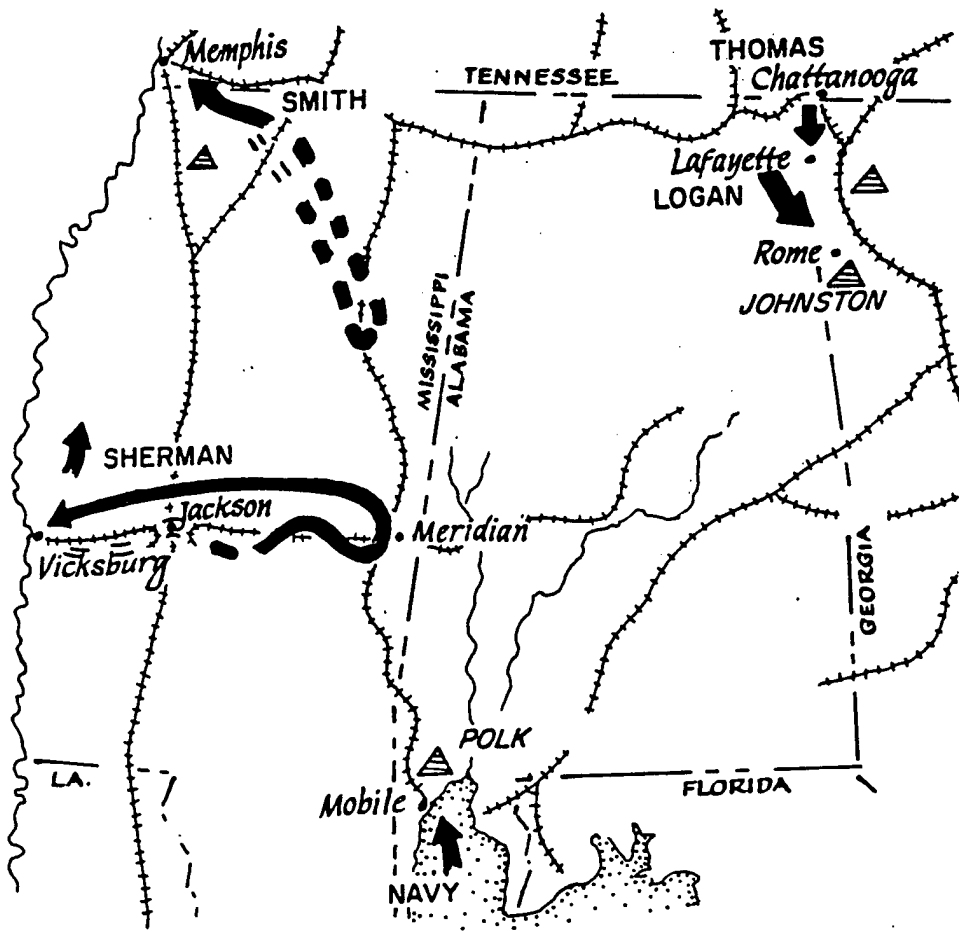 Memphis
THOMAS
TENNESSEE
Chattanooga
SMITH
Lafayette
LOGAN
Rome
JOHNSTON
MISSISSIPPI
ALABAMA
SHERMAN
Jackson
Meridian
Vicksburg
GEORGIA
POLK
LA.
FLORIDA
Mobile
NAVY